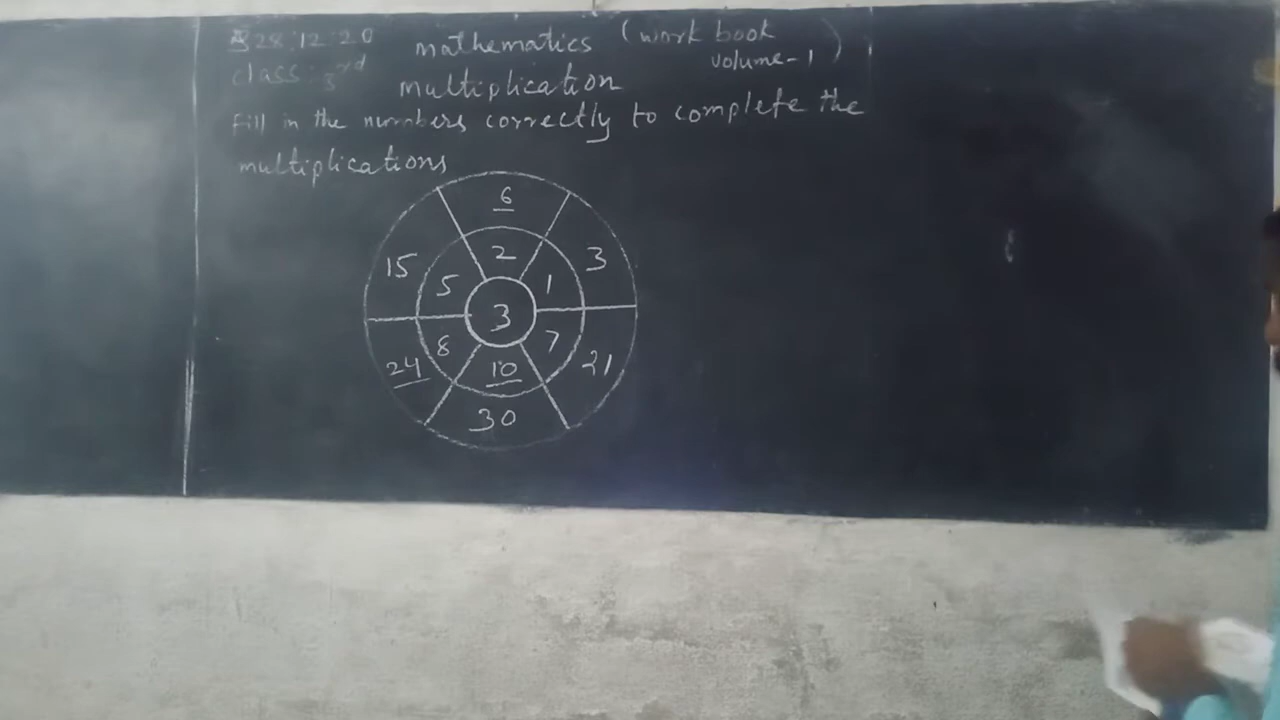 28.12.20 mathematics (work book volume-1)
class: 3rd multiplication
Fill in the numbers correctly to complete the
multiplications
6
15 2 3
5 1
3
8 7
24 10 21
30